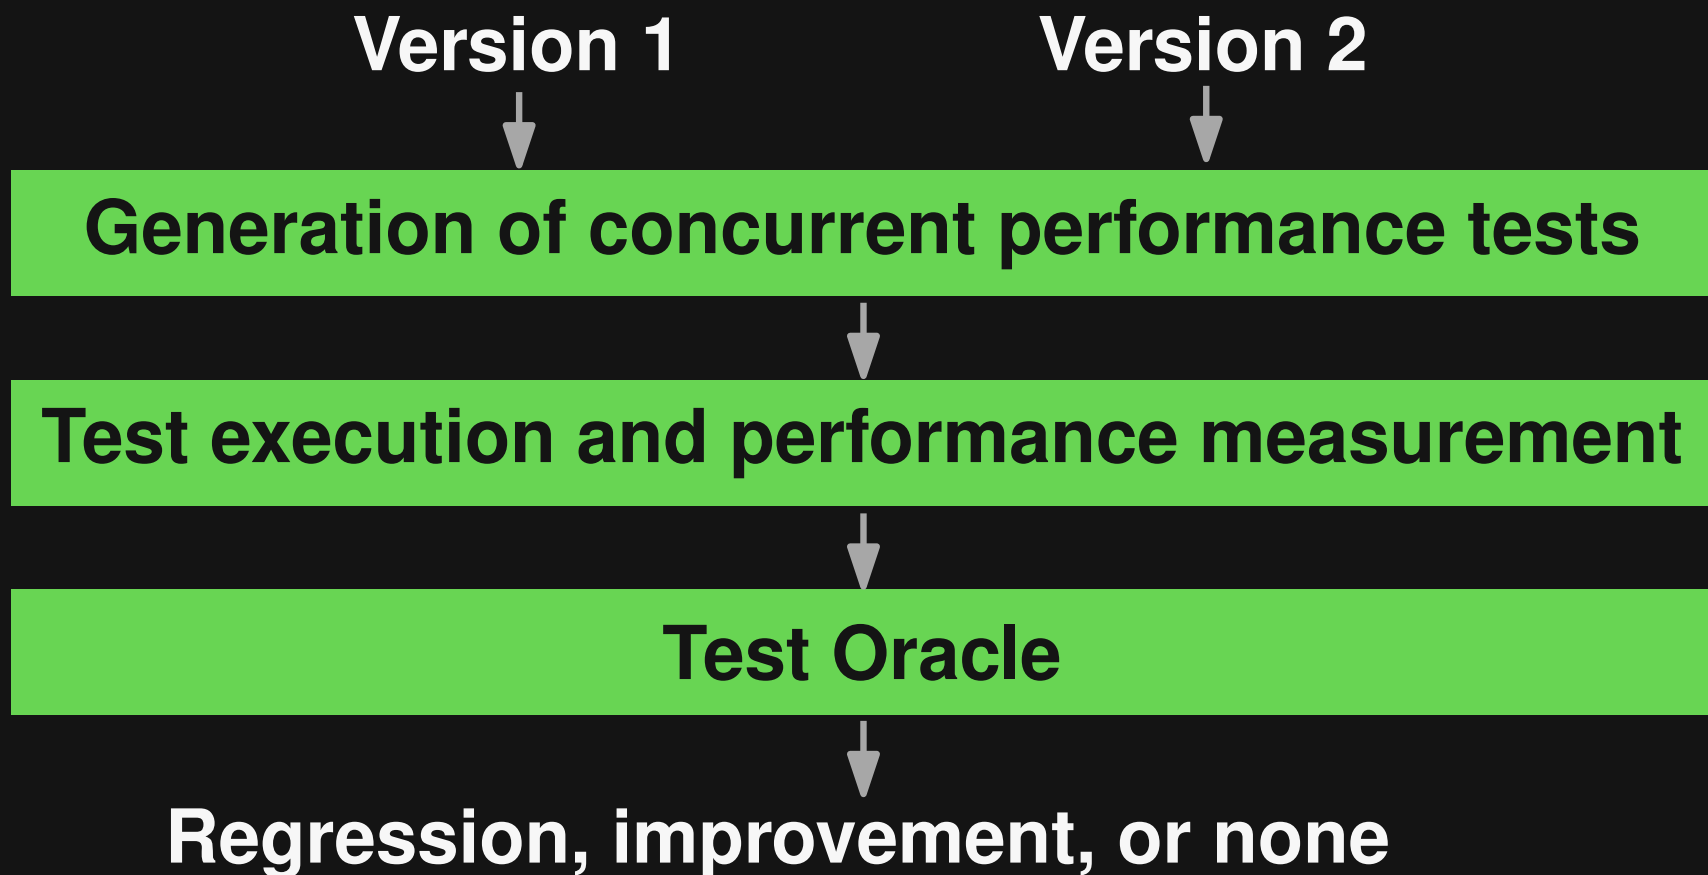 Version 1 Version 2
Generation of concurrent performance tests
Test execution and performance measurement
Test Oracle
Regression, improvement, or none